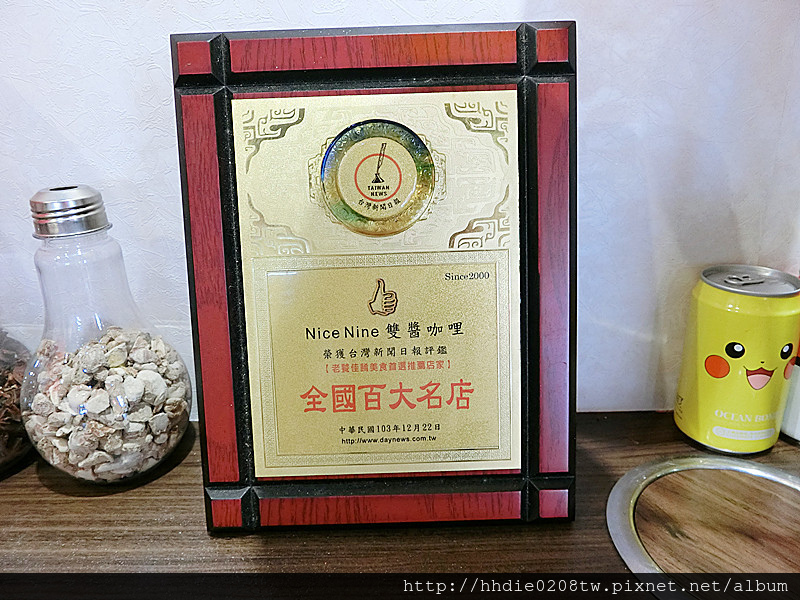 TAIWAN
NEWS
台灣新聞日報
Since2000
Nice Nine 雙醬咖哩
榮獲台灣新聞日報評鑑
【老饕佳餚美食首選推薦店家】
全國百大名店
中華民國103年12月22日
http://www.daynews.com.tw
OCEAN BOMB
http://hhdie0208tw.pixnet.net/album